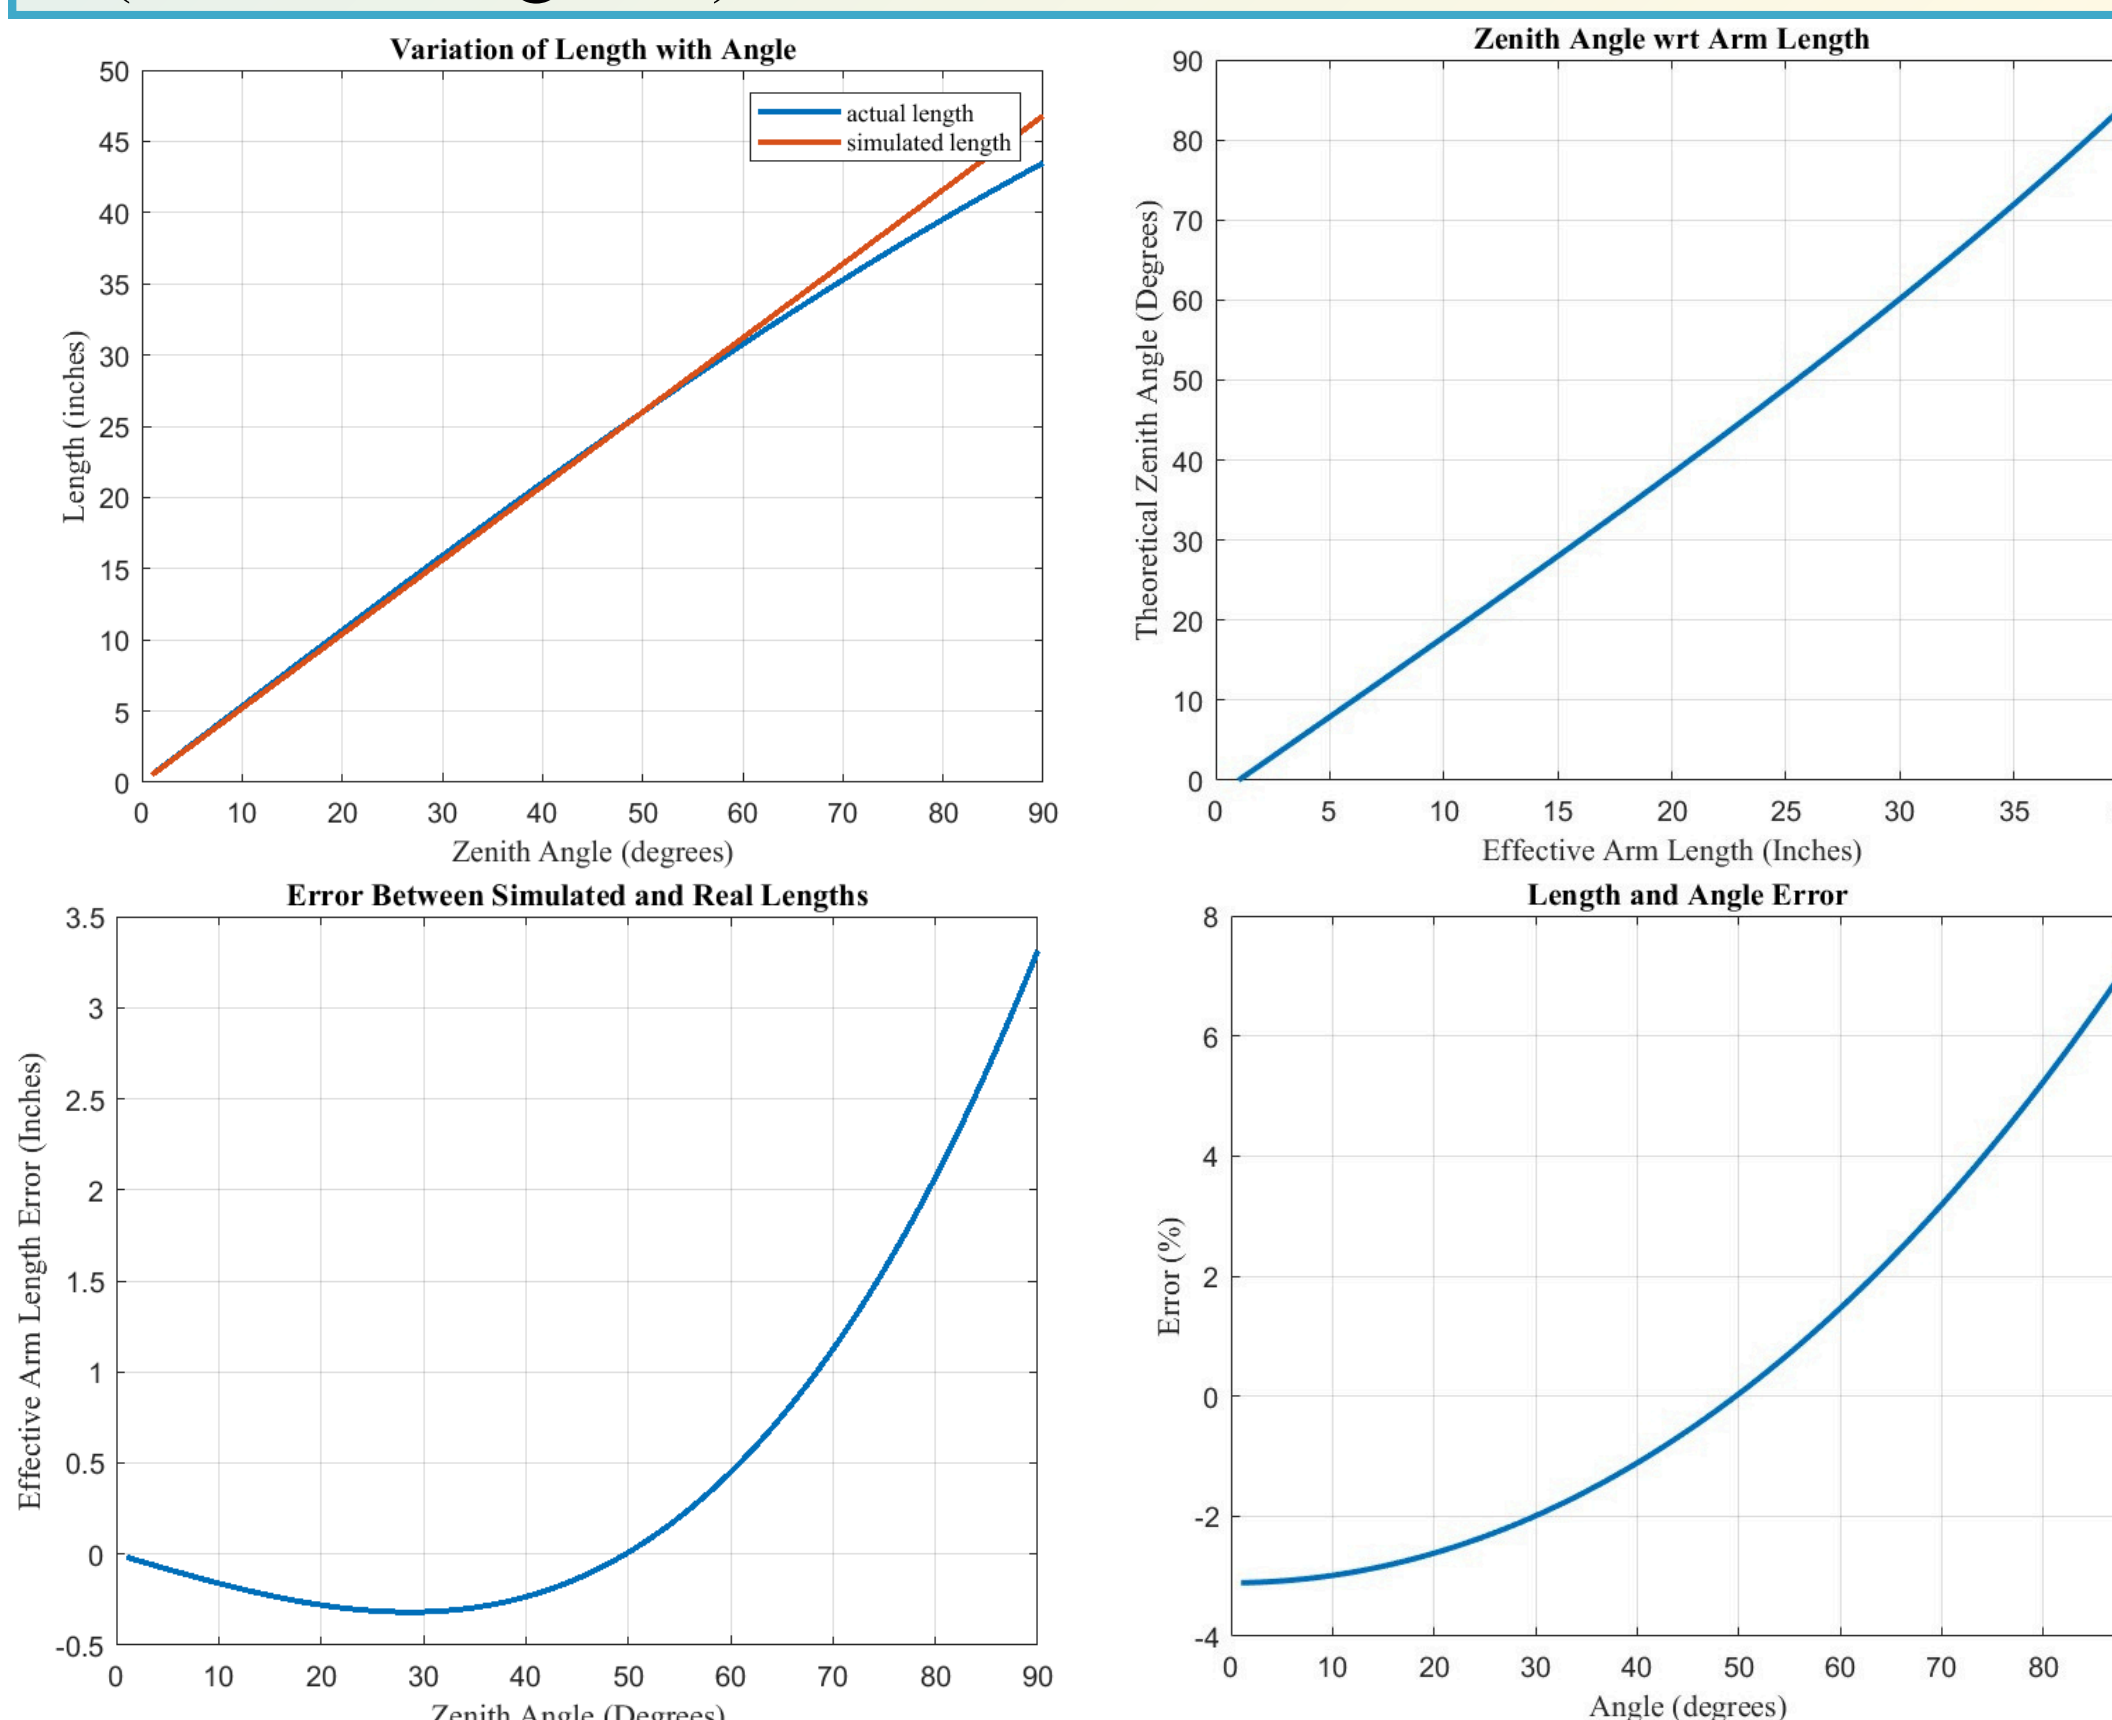 Variation of Length with Angle
50
45
40
35
30
25
20
15
10
5
0
Length (inches)
actual length
simulated length
0 10 20 30 40 50 60 70 80 90
Zenith Angle (degrees)
Zenith Angle wrt Arm Length
90
80
70
60
50
40
30
20
10
0
Theoretical Zenith Angle (Degrees)
0 5 10 15 20 25 30 35
Effective Arm Length (Inches)
Error Between Simulated and Real Lengths
3.5
3
2.5
2
1.5
1
0.5
0
-0.5
Effective Arm Length Error (Inches)
0 10 20 30 40 50 60 70 80 90
Zenith Angle (Degrees)
Length and Angle Error
8
6
4
2
0
-2
-4
Error (%)
0 10 20 30 40 50 60 70 80
Angle (degrees)